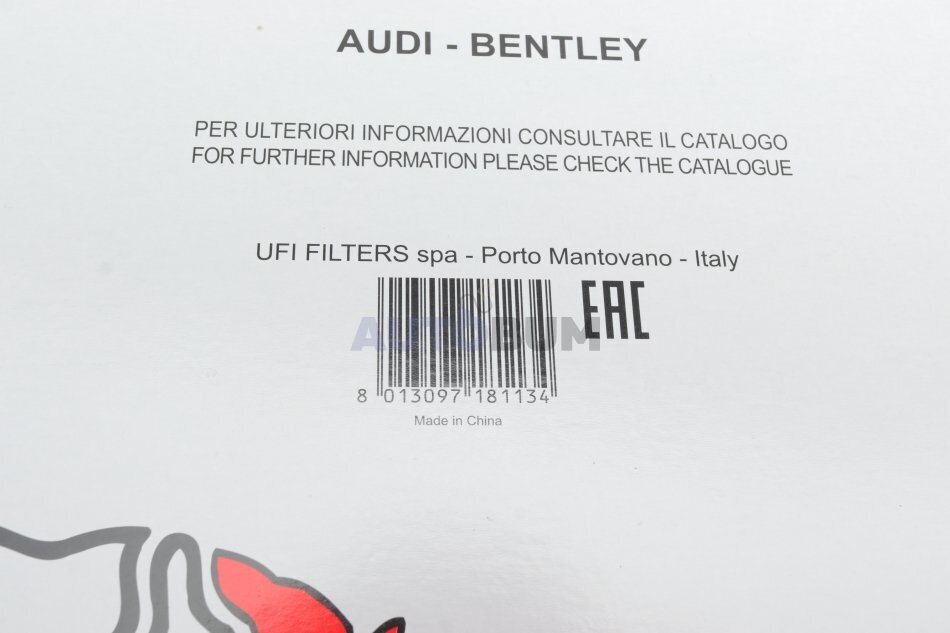 AUDI - BENTLEY
PER ULTERIORI INFORMAZIONI CONSULTARE IL CATALOGO
FOR FURTHER INFORMATION PLEASE CHECK THE CATALOGUE
UFI FILTERS spa - Porto Mantovano - Italy
EAC
AUTOBUM
8 013097 181134
Made in China